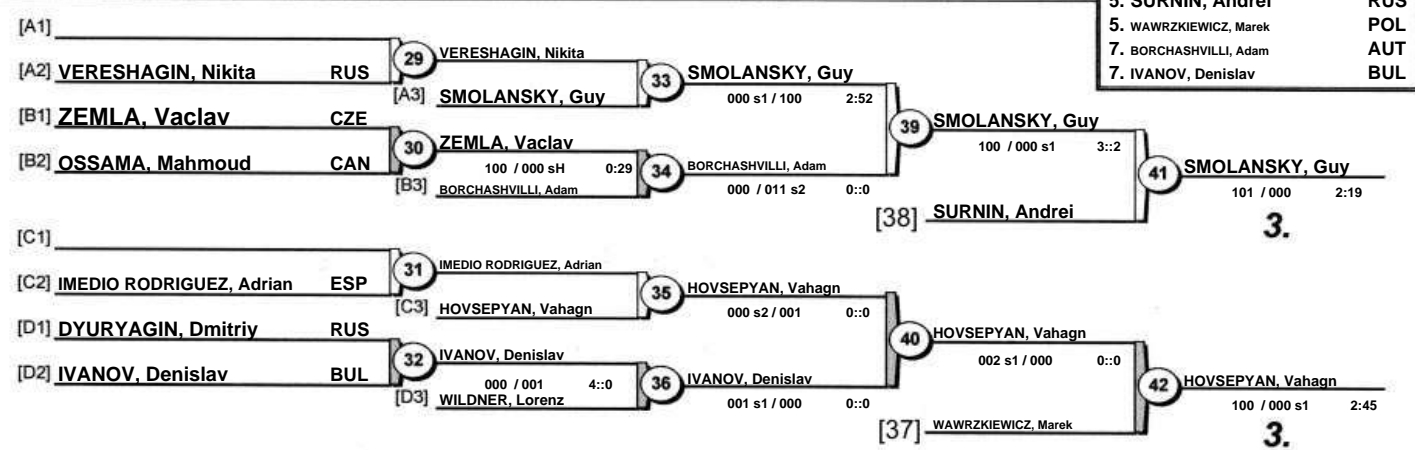 5. SURNIN, Andrei RUS
5. WAWRZKIEWICZ, Marek POL
7. BORCHASHVILLI, Adam AUT
7. IVANOV, Denislav BUL
[A1]
[A2] VERESHAGIN, Nikita RUS
29
VERESHAGIN, Nikita
[A3] SMOLANSKY, Guy
33
SMOLANSKY, Guy
000 s1 / 100 2:52
[B1] ZEMLA, Vaclav CZE
[B2] OSSAMA, Mahmoud CAN
30
ZEMLA, Vaclav
100 / 000 sH 0:29
[B3] BORCHASHVILLI, Adam
34
BORCHASHVILLI, Adam
000 / 011 s2 0::0
39
SMOLANSKY, Guy
100 / 000 s1 3::2
[38] SURNIN, Andrei
41
SMOLANSKY, Guy
101 / 000 2:19
3.
[C1]
[C2] IMEDIO RODRIGUEZ, Adrian ESP
31
IMEDIO RODRIGUEZ, Adrian
[C3] HOVSEPYAN, Vahagn
35
HOVSEPYAN, Vahagn
000 s2 / 001 0::0
[D1] DYURYAGIN, Dmitriy RUS
[D2] IVANOV, Denislav BUL
32
IVANOV, Denislav
000 / 001 4::0
[D3] WILDNER, Lorenz
36
IVANOV, Denislav
001 s1 / 000 0::0
40
HOVSEPYAN, Vahagn
002 s1 / 000 0::0
[37] WAWRZKIEWICZ, Marek
42
HOVSEPYAN, Vahagn
100 / 000 s1 2:45
3.